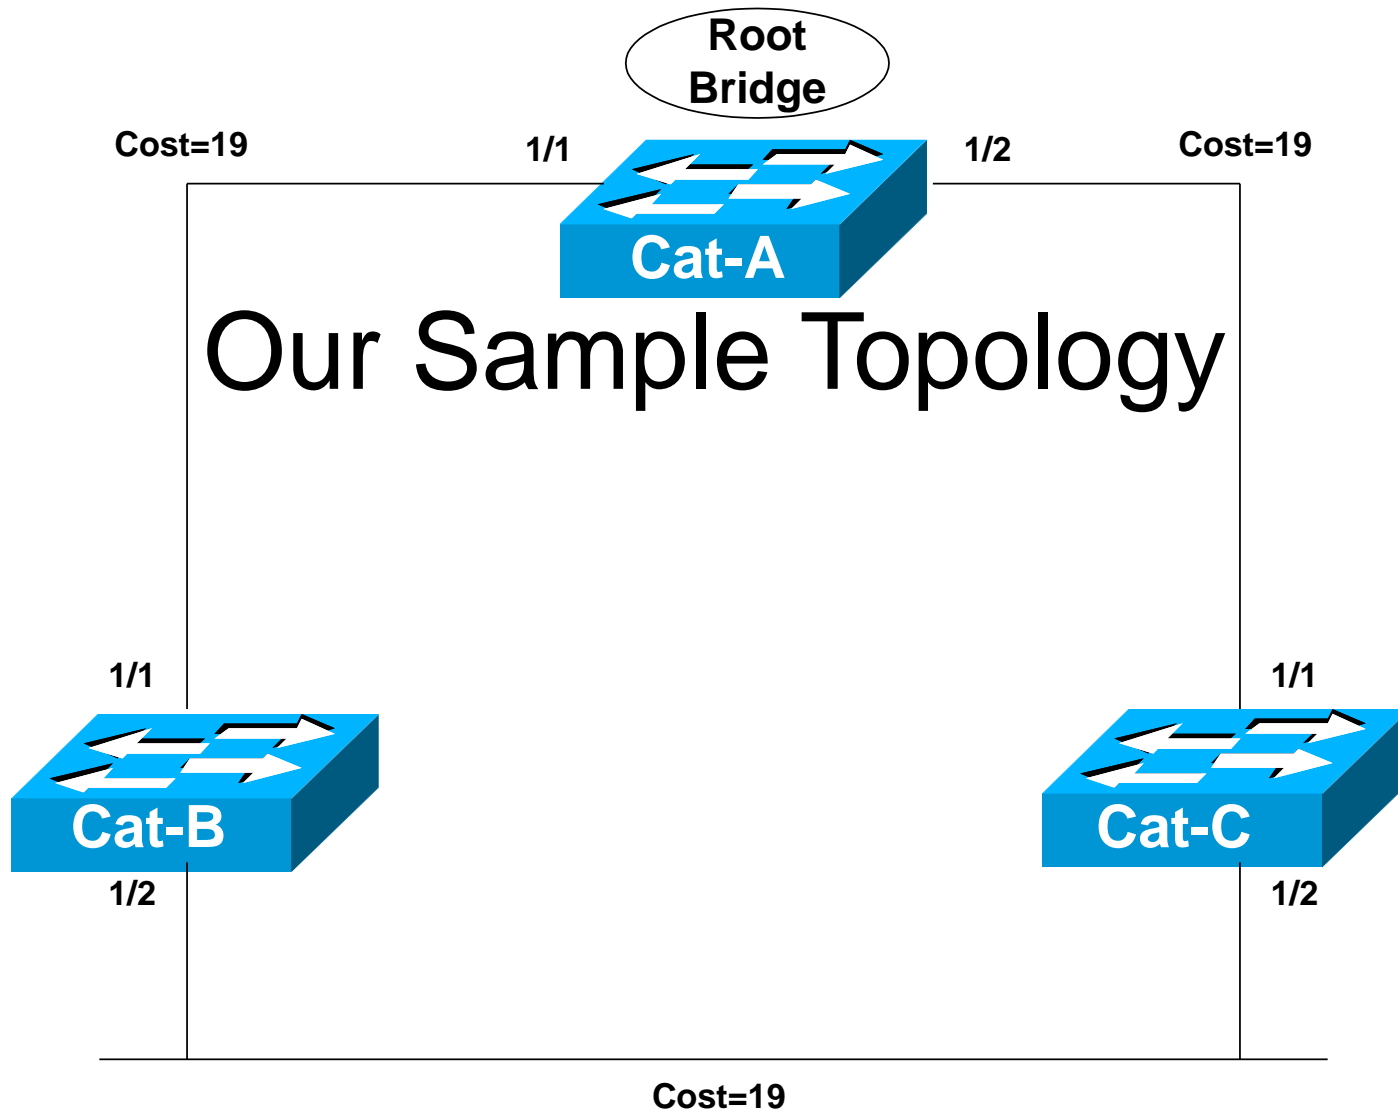 Root
Bridge
Cost=19
1/1
1/2
Cost=19
Cat-A
Our Sample Topology
1/1
1/1
Cat-B
Cat-C
1/2
1/2
Cost=19